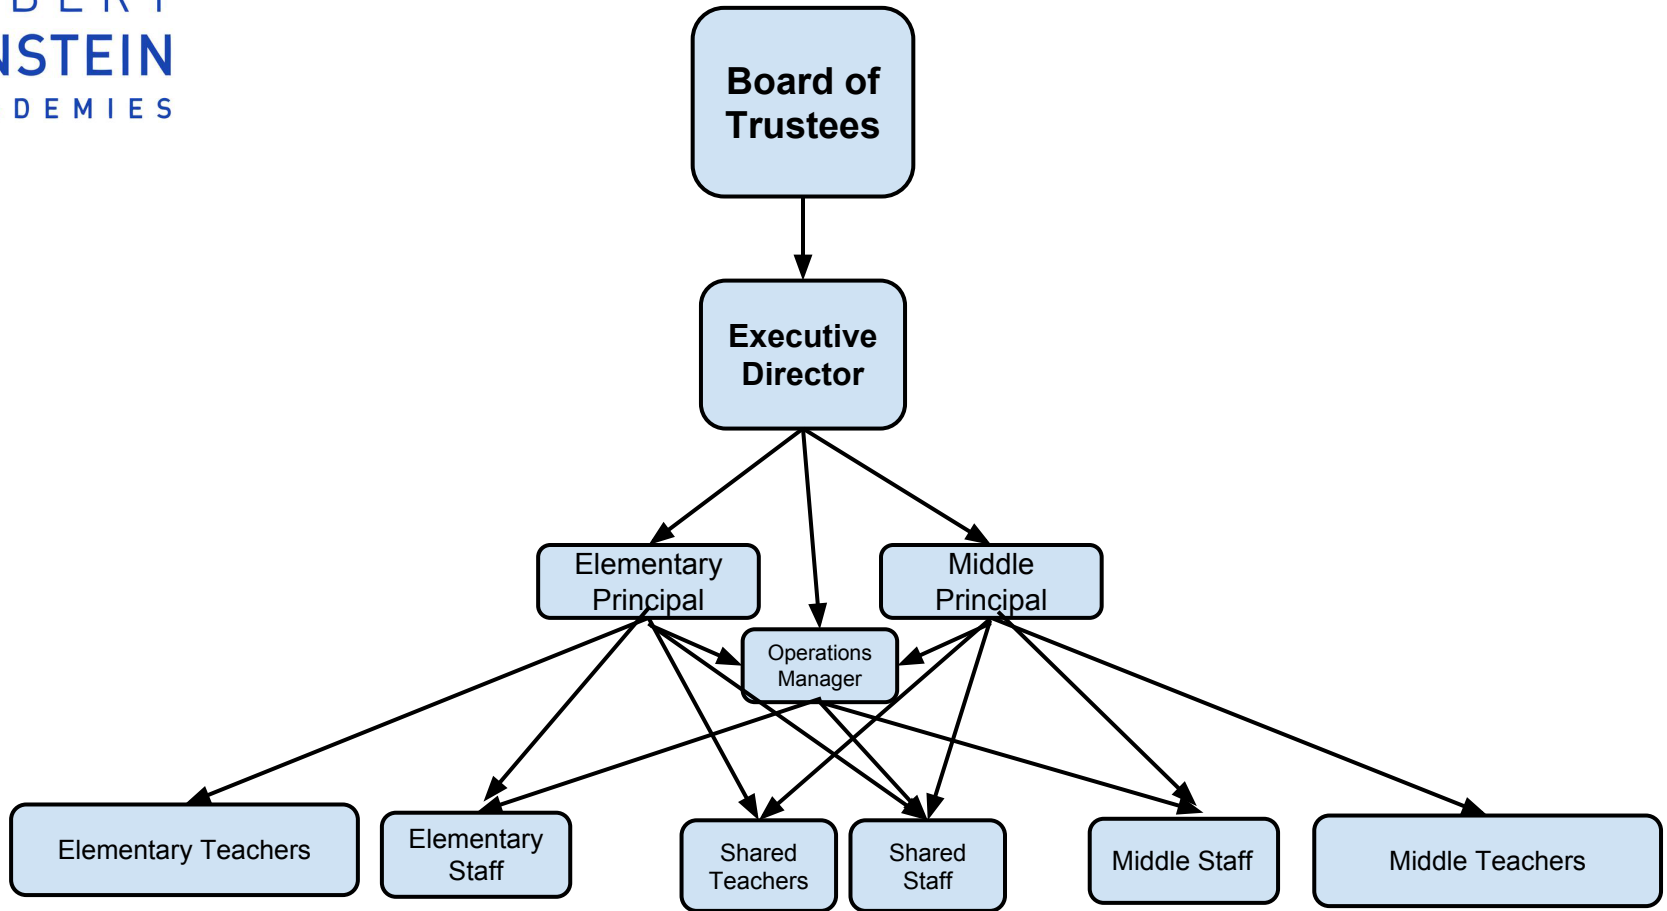 BERT
NSTEIN
DEMIES
Board of
Trustees
Executive
Director
Elementary
Principal
Middle
Principal
Operations
Manager
Elementary Teachers
Elementary
Staff
Shared
Teachers
Shared
Staff
Middle Staff
Middle Teachers